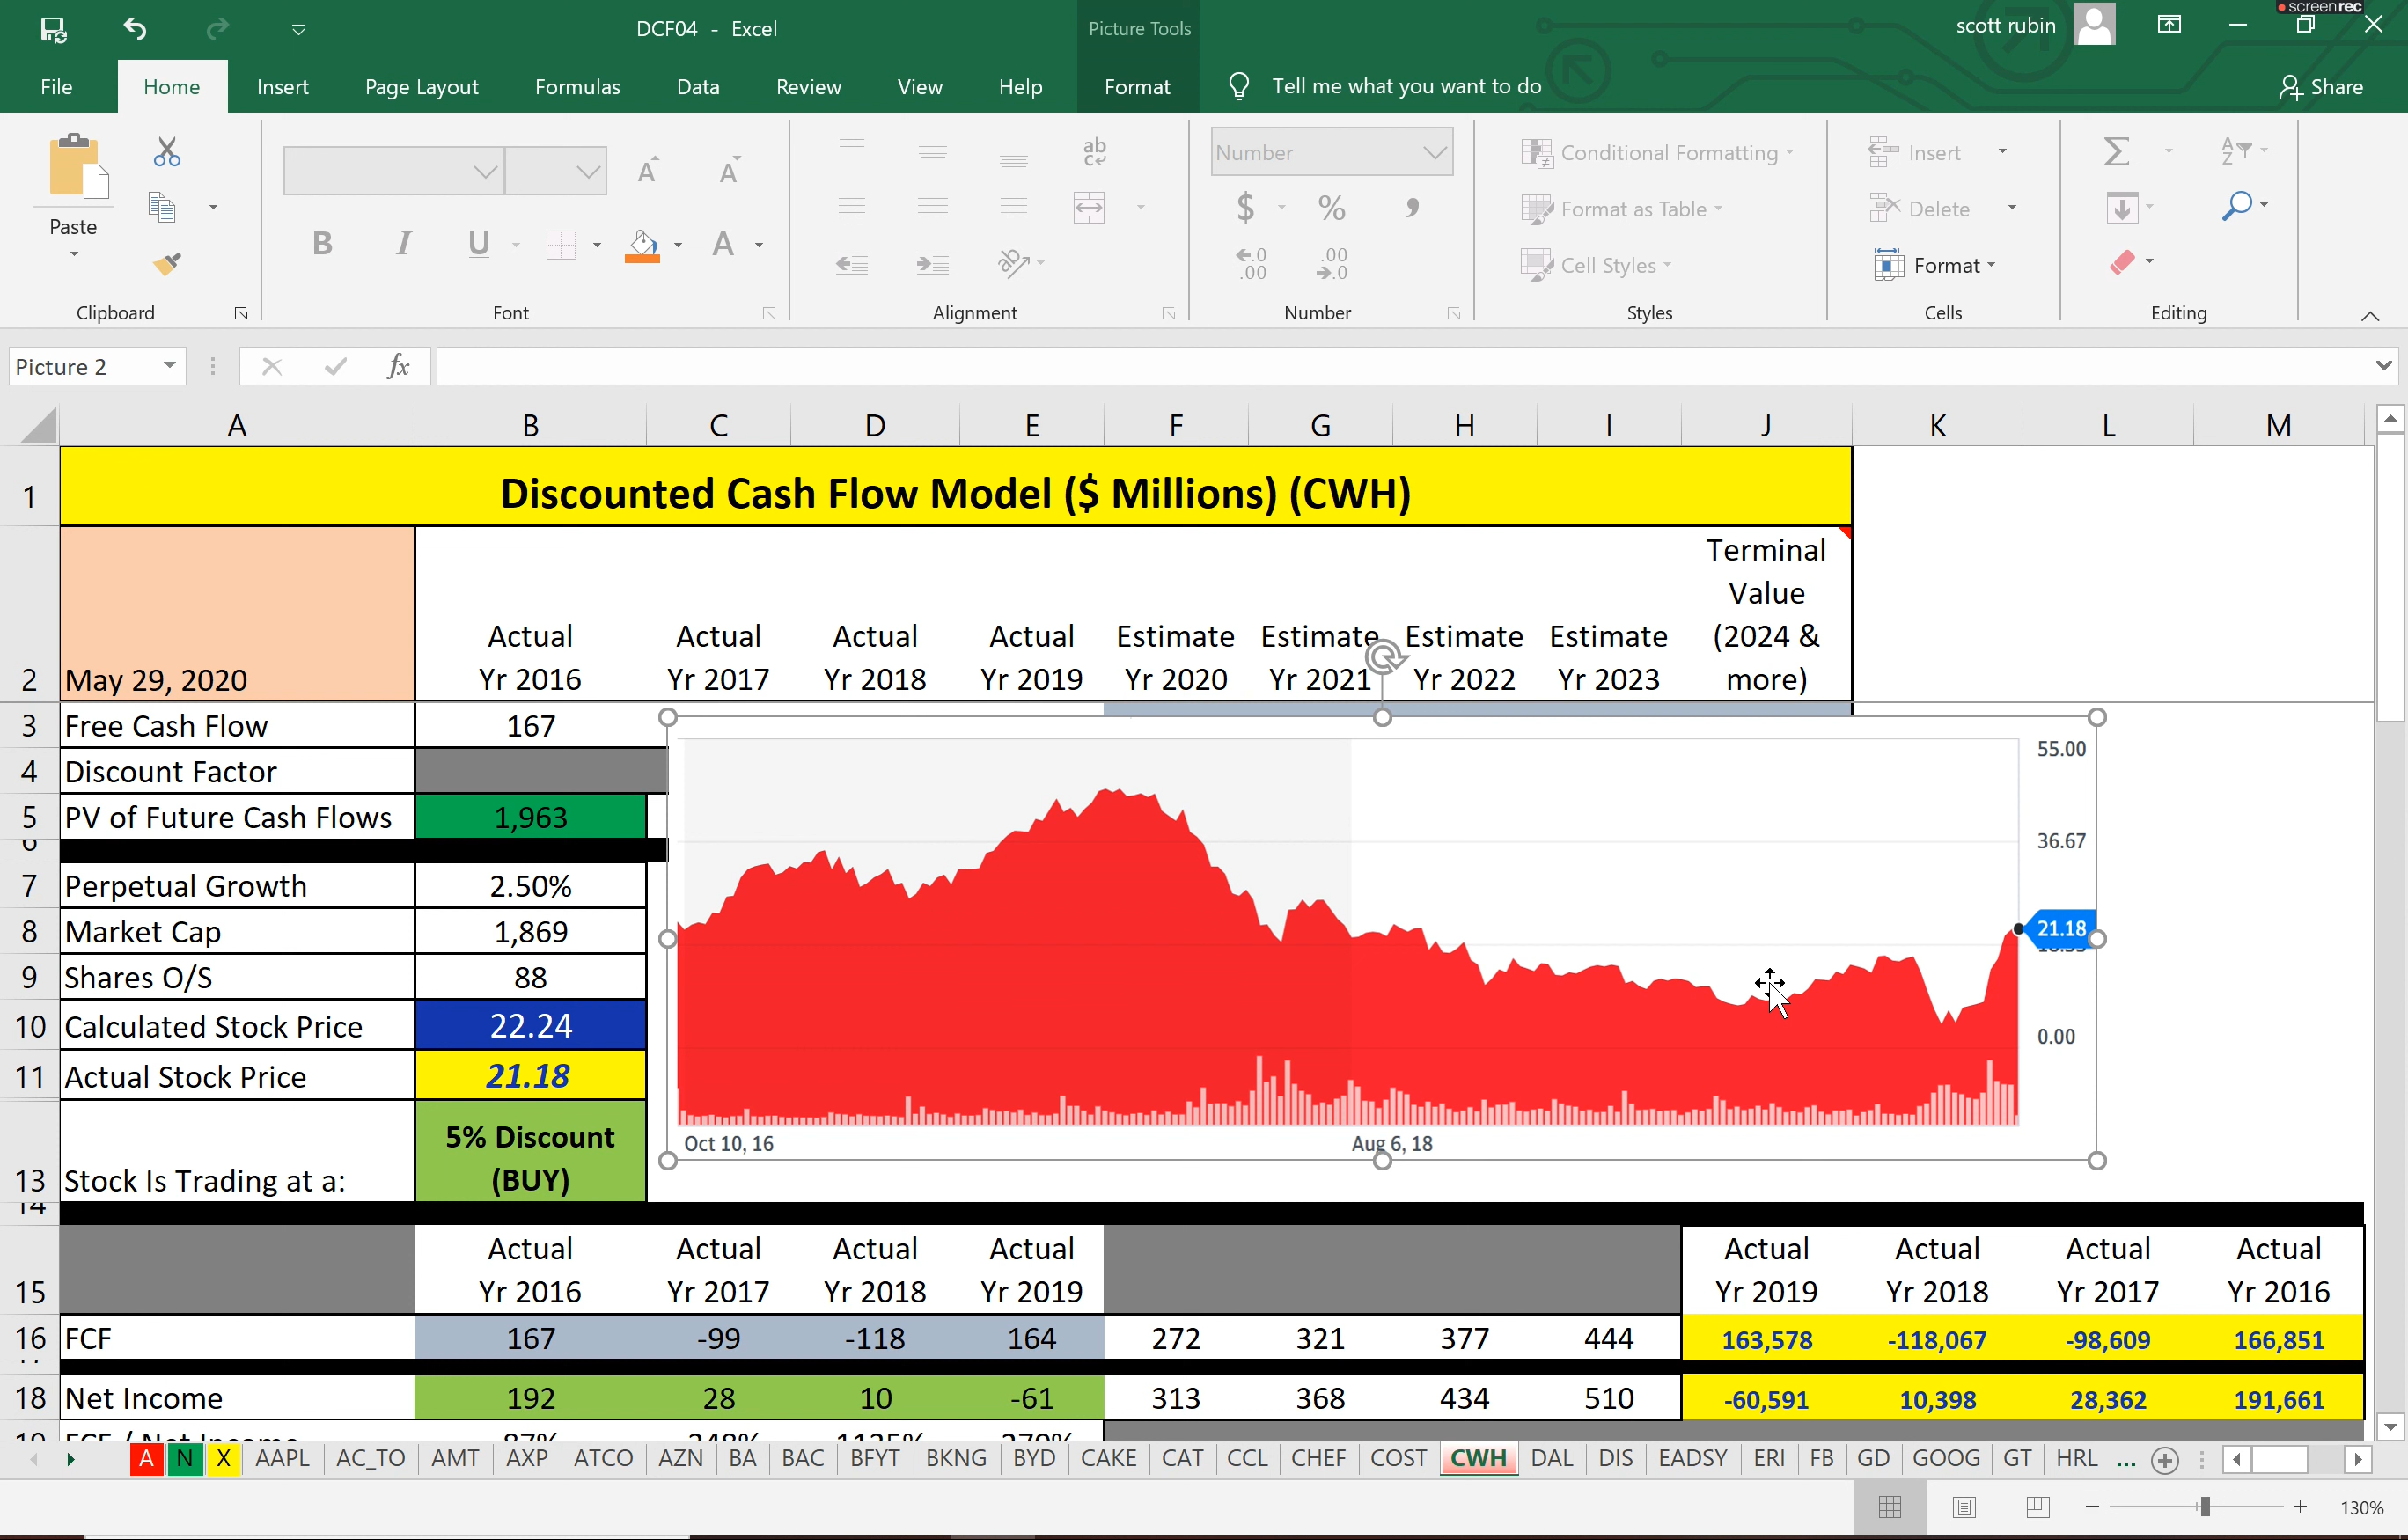 screenrec
DCF04 - Excel
Picture Tools
scott rubin
File Home Insert Page Layout Formulas Data Review View Help Format Tell me what you want to do Share
Paste
Clipboard
B I U A
Font
ab
Alignment
Number
$ % ,
.00 .0
Number
Conditional Formatting
Format as Table
Cell Styles
Styles
Insert
Delete
Format
Cells
Editing
Picture 2 fx
A B C D E F G H I J K L M
1 Discounted Cash Flow Model ($ Millions) (CWH)
Terminal
Value
Actual Actual Actual Actual Estimate Estimate Estimate Estimate (2024 &
2 May 29, 2020 Yr 2016 Yr 2017 Yr 2018 Yr 2019 Yr 2020 Yr 2021 Yr 2022 Yr 2023 more)
3 Free Cash Flow 167
4 Discount Factor
5 PV of Future Cash Flows 1,963
6
7 Perpetual Growth 2.50%
8 Market Cap 1,869
9 Shares O/S 88
10 Calculated Stock Price 22.24
11 Actual Stock Price 21.18
5% Discount
13 Stock Is Trading at a: (BUY)
55.00
36.67
21.18
0.00
Oct 10, 16 Aug 6, 18
14
Actual Actual Actual Actual Actual Actual Actual Actual
15 Yr 2016 Yr 2017 Yr 2018 Yr 2019 Yr 2019 Yr 2018 Yr 2017 Yr 2016
16 FCF 167 -99 -118 164 272 321 377 444 163,578 -118,067 -98,609 166,851
18 Net Income 192 28 10 -61 313 368 434 510 -60,591 10,398 28,362 191,661
A N X AAPL AC_TO AMT AXP ATCO AZN BA BAC BFYT BKNG BYD CAKE CAT CCL CHEF COST CWH DAL DIS EADSY ERI FB GD GOOG GT HRL ...
130%